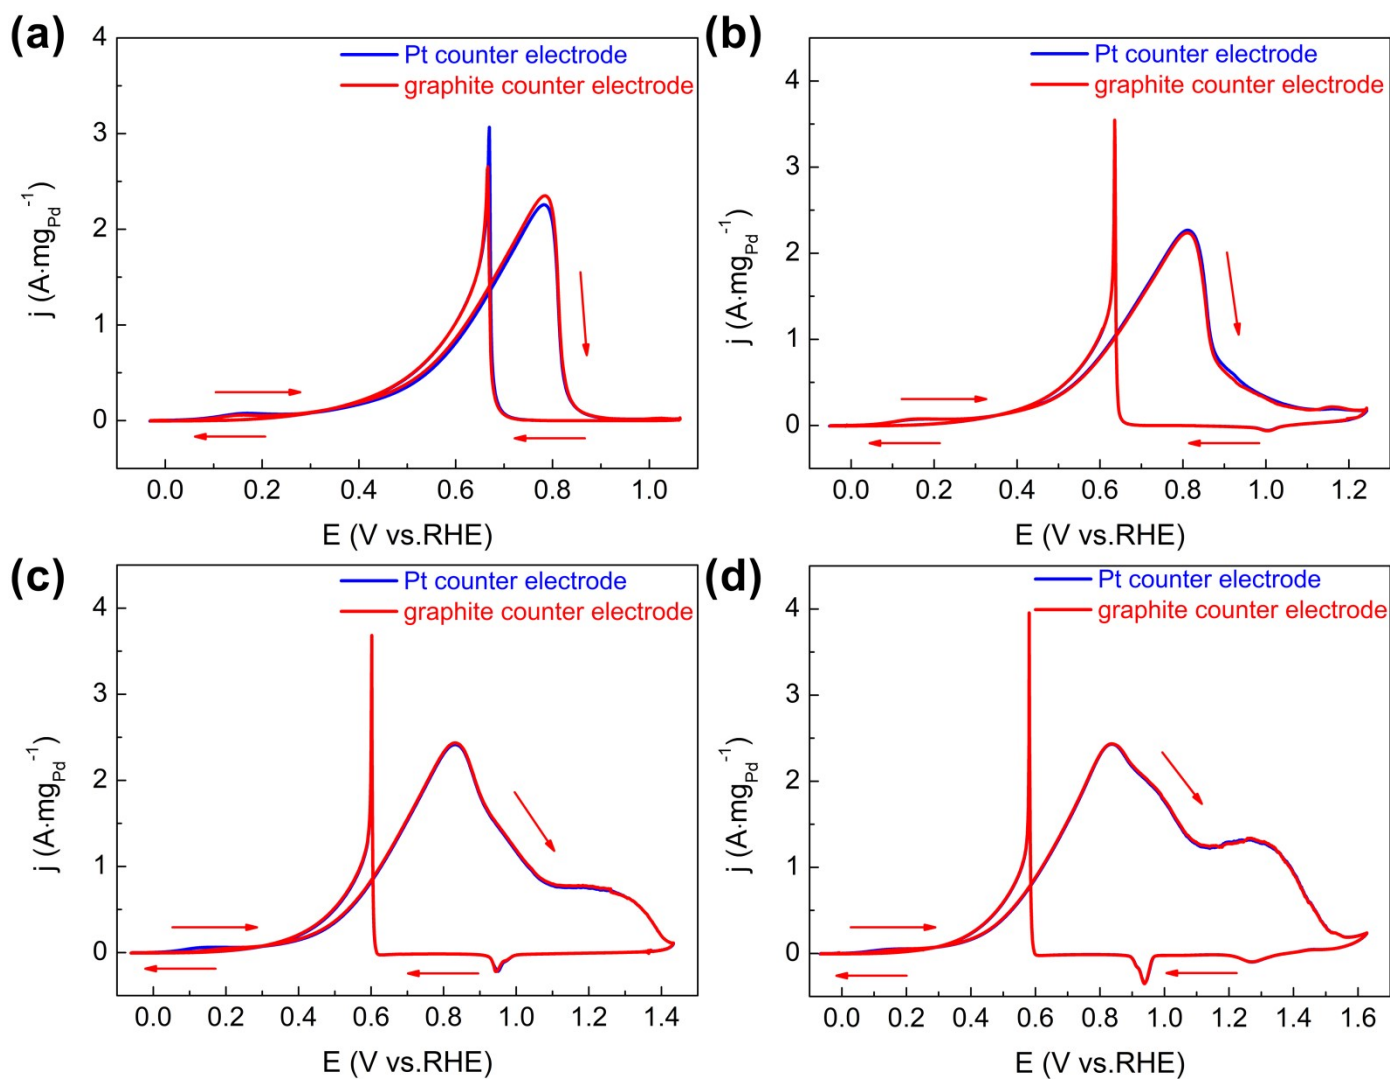 (a)
Pt counter electrode
graphite counter electrode
4
3
2
1
0
j (A·mg_Pd^-1)
0.0 0.2 0.4 0.6 0.8 1.0
E (V vs.RHE)
(b)
Pt counter electrode
graphite counter electrode
4
3
2
1
0
j (A·mg_Pd^-1)
0.0 0.2 0.4 0.6 0.8 1.0 1.2
E (V vs.RHE)
(c)
Pt counter electrode
graphite counter electrode
4
3
2
1
0
j (A·mg_Pd^-1)
0.0 0.2 0.4 0.6 0.8 1.0 1.2 1.4
E (V vs.RHE)
(d)
Pt counter electrode
graphite counter electrode
4
3
2
1
0
j (A·mg_Pd^-1)
0.0 0.2 0.4 0.6 0.8 1.0 1.2 1.4 1.6
E (V vs.RHE)